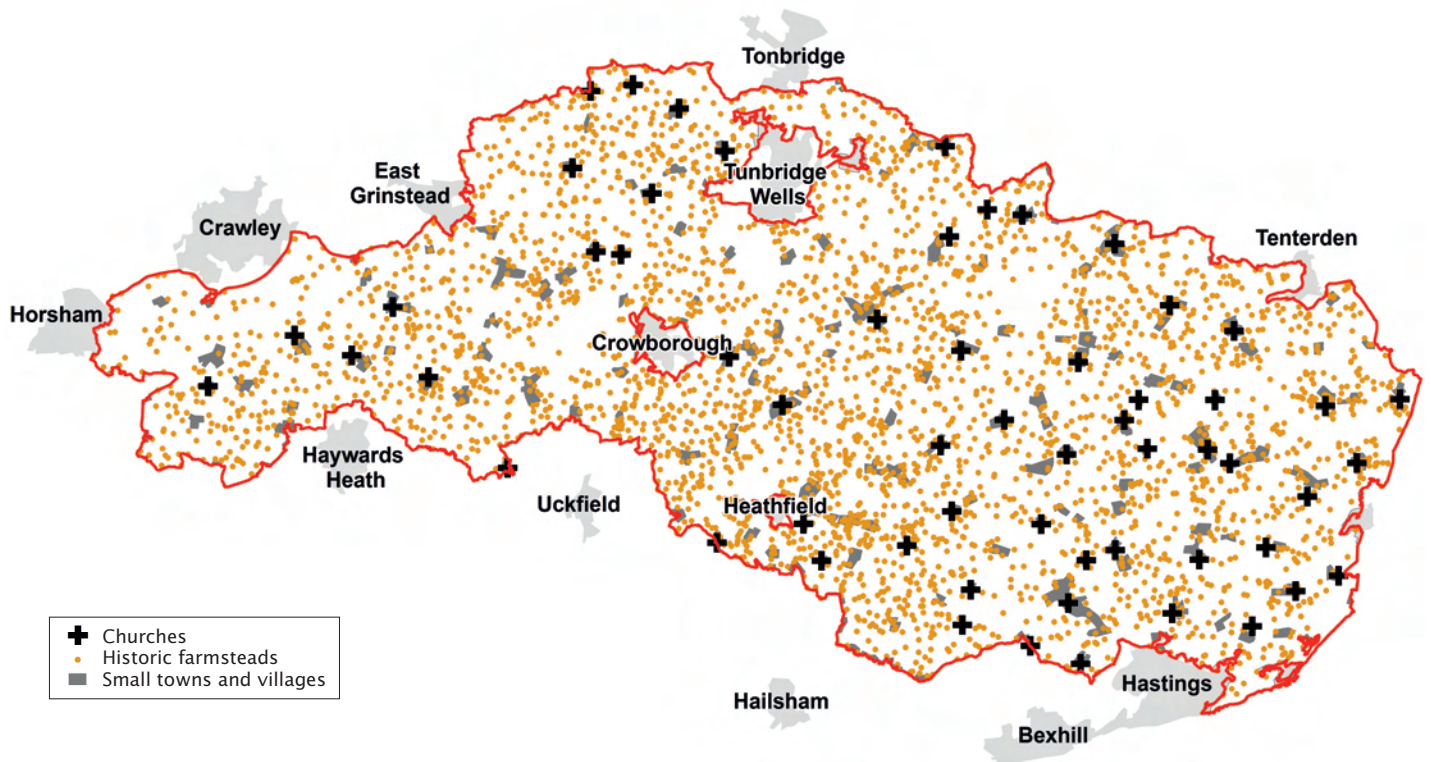 Tonbridge
East
Grinstead
Tunbridge
Wells
Crawley
Tenterden
Horsham
Crowborough
Haywards
Heath
Uckfield
Heathfield
Churches
Historic farmsteads
Small towns and villages
Hailsham
Hastings
Bexhill